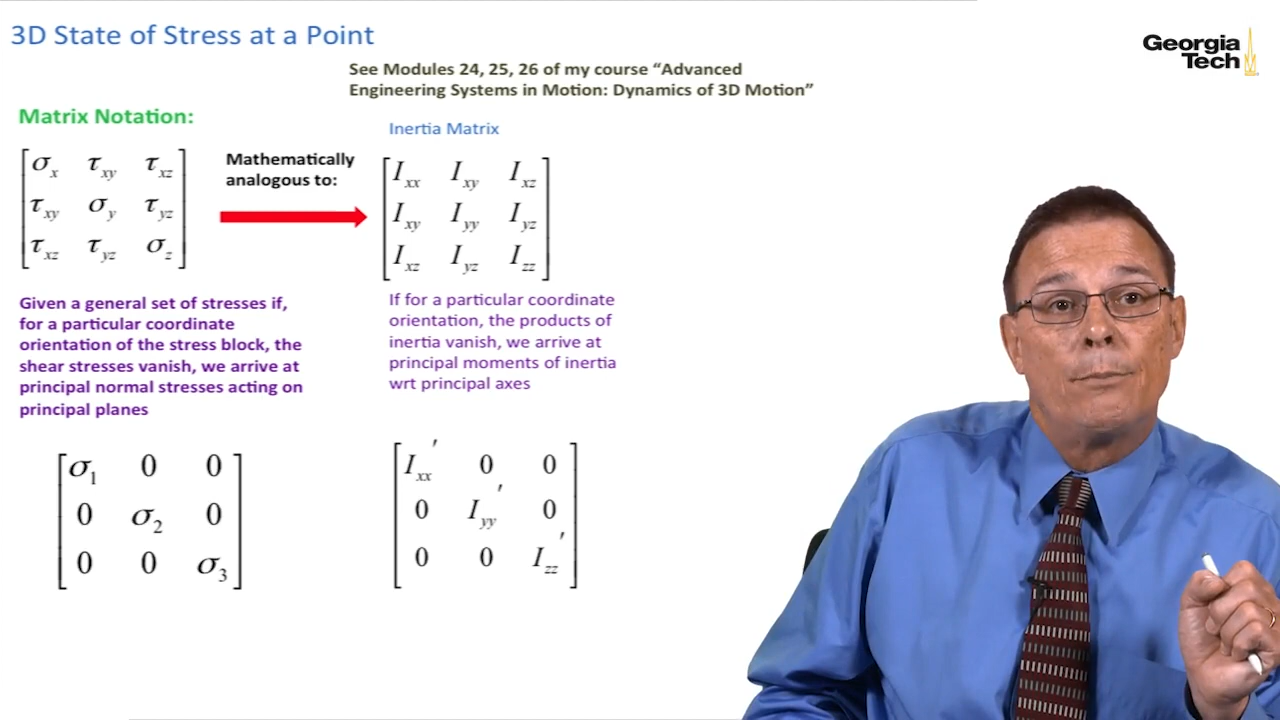 3D State of Stress at a Point
Georgia
Tech
See Modules 24, 25, 26 of my course “Advanced
Engineering Systems in Motion: Dynamics of 3D Motion”
Matrix Notation:
Inertia Matrix
Mathematically
analogous to:
σx τxy τxz
τxy σy τyz
τxz τyz σz
Ixx Ixy Ixz
Ixy Iyy Iyz
Ixz Iyz Izz
Given a general set of stresses if,
for a particular coordinate
orientation of the stress block, the
shear stresses vanish, we arrive at
principal normal stresses acting on
principal planes
If for a particular coordinate
orientation, the products of
inertia vanish, we arrive at
principal moments of inertia
wrt principal axes
σ1 0 0
0 σ2 0
0 0 σ3
Ixx' 0 0
0 Iyy' 0
0 0 Izz'